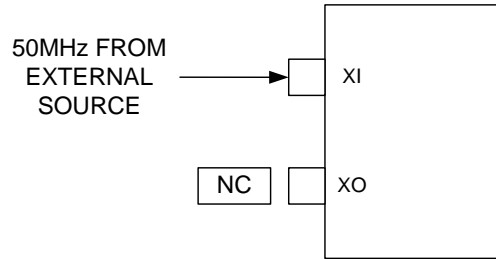 50MHz FROM
EXTERNAL
SOURCE
XI
NC
XO